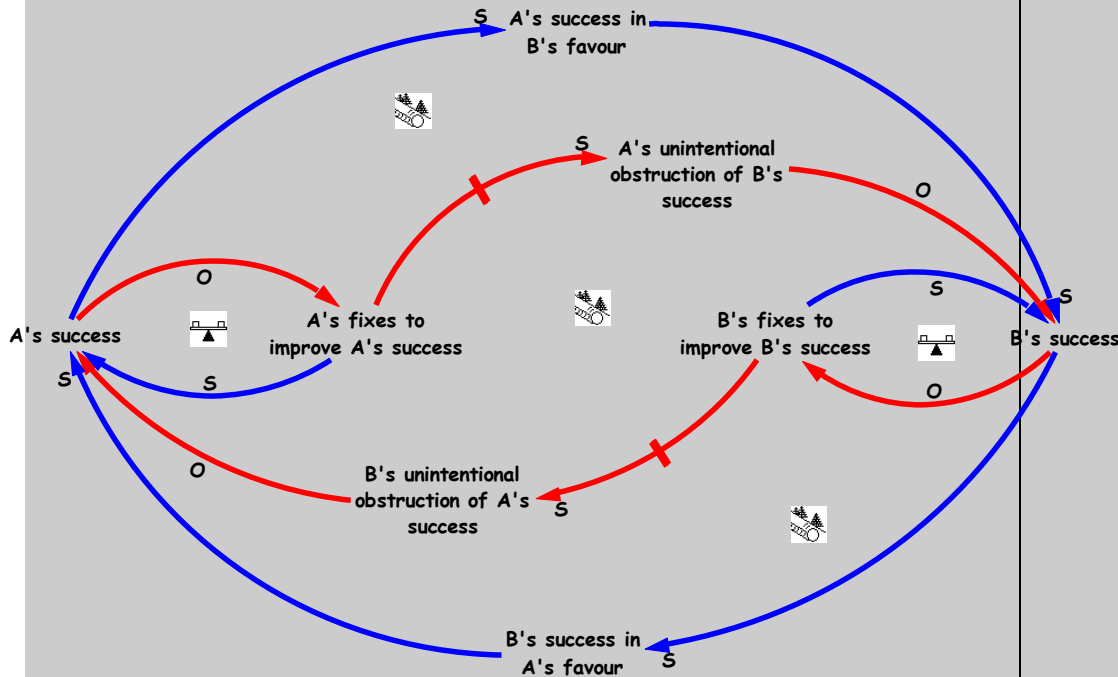 S
A's success in
B's favour
S
A's unintentional
obstruction of B's
success
O
O
S
S
A's success
A's fixes to
improve A's success
B's fixes to
improve B's success
B's success
S
S
O
O
B's unintentional
obstruction of A's
success
S
B's success in
A's favour
S